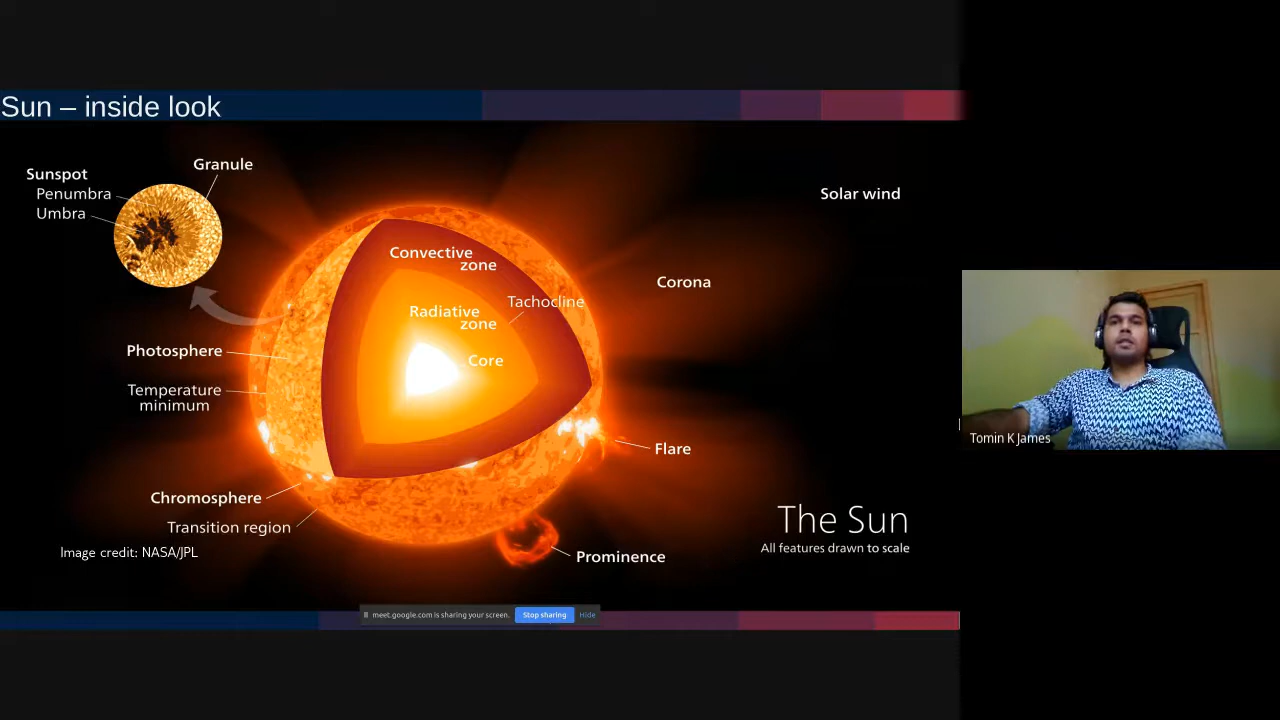 Sun – inside look
Granule
Sunspot
Penumbra
Umbra
Solar wind
Convective
zone
Corona
Tachocline
Radiative
zone
Core
Photosphere
Temperature
minimum
Flare
Chromosphere
Transition region
The Sun
All features drawn to scale
Image credit: NASA/JPL
Prominence
meet.google.com is sharing your screen.
Stop sharing
Hide
Tomin K James